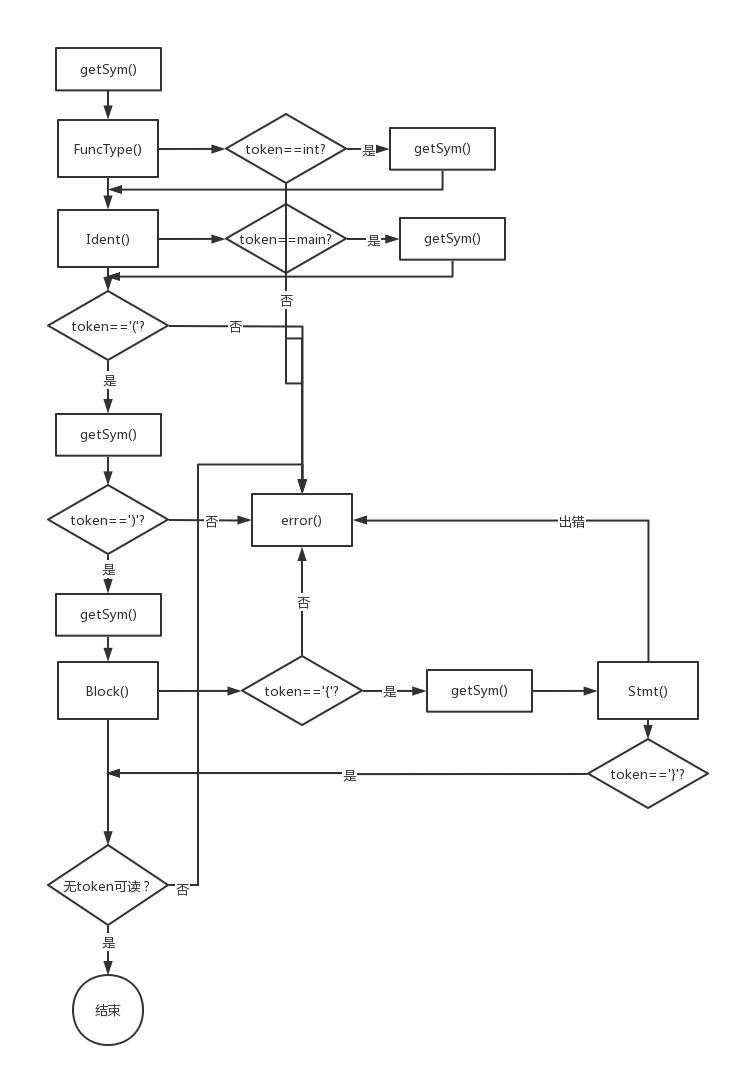 getSym()
FuncType()
token==int?
是
getSym()
Ident()
token==main?
是
getSym()
否
token=='('?
否
是
getSym()
token==')'?
否
error()
出错
是
getSym()
否
Block()
token=='{'?
是
getSym()
Stmt()
是
token=='}'?
无token可读？
否
是
结束